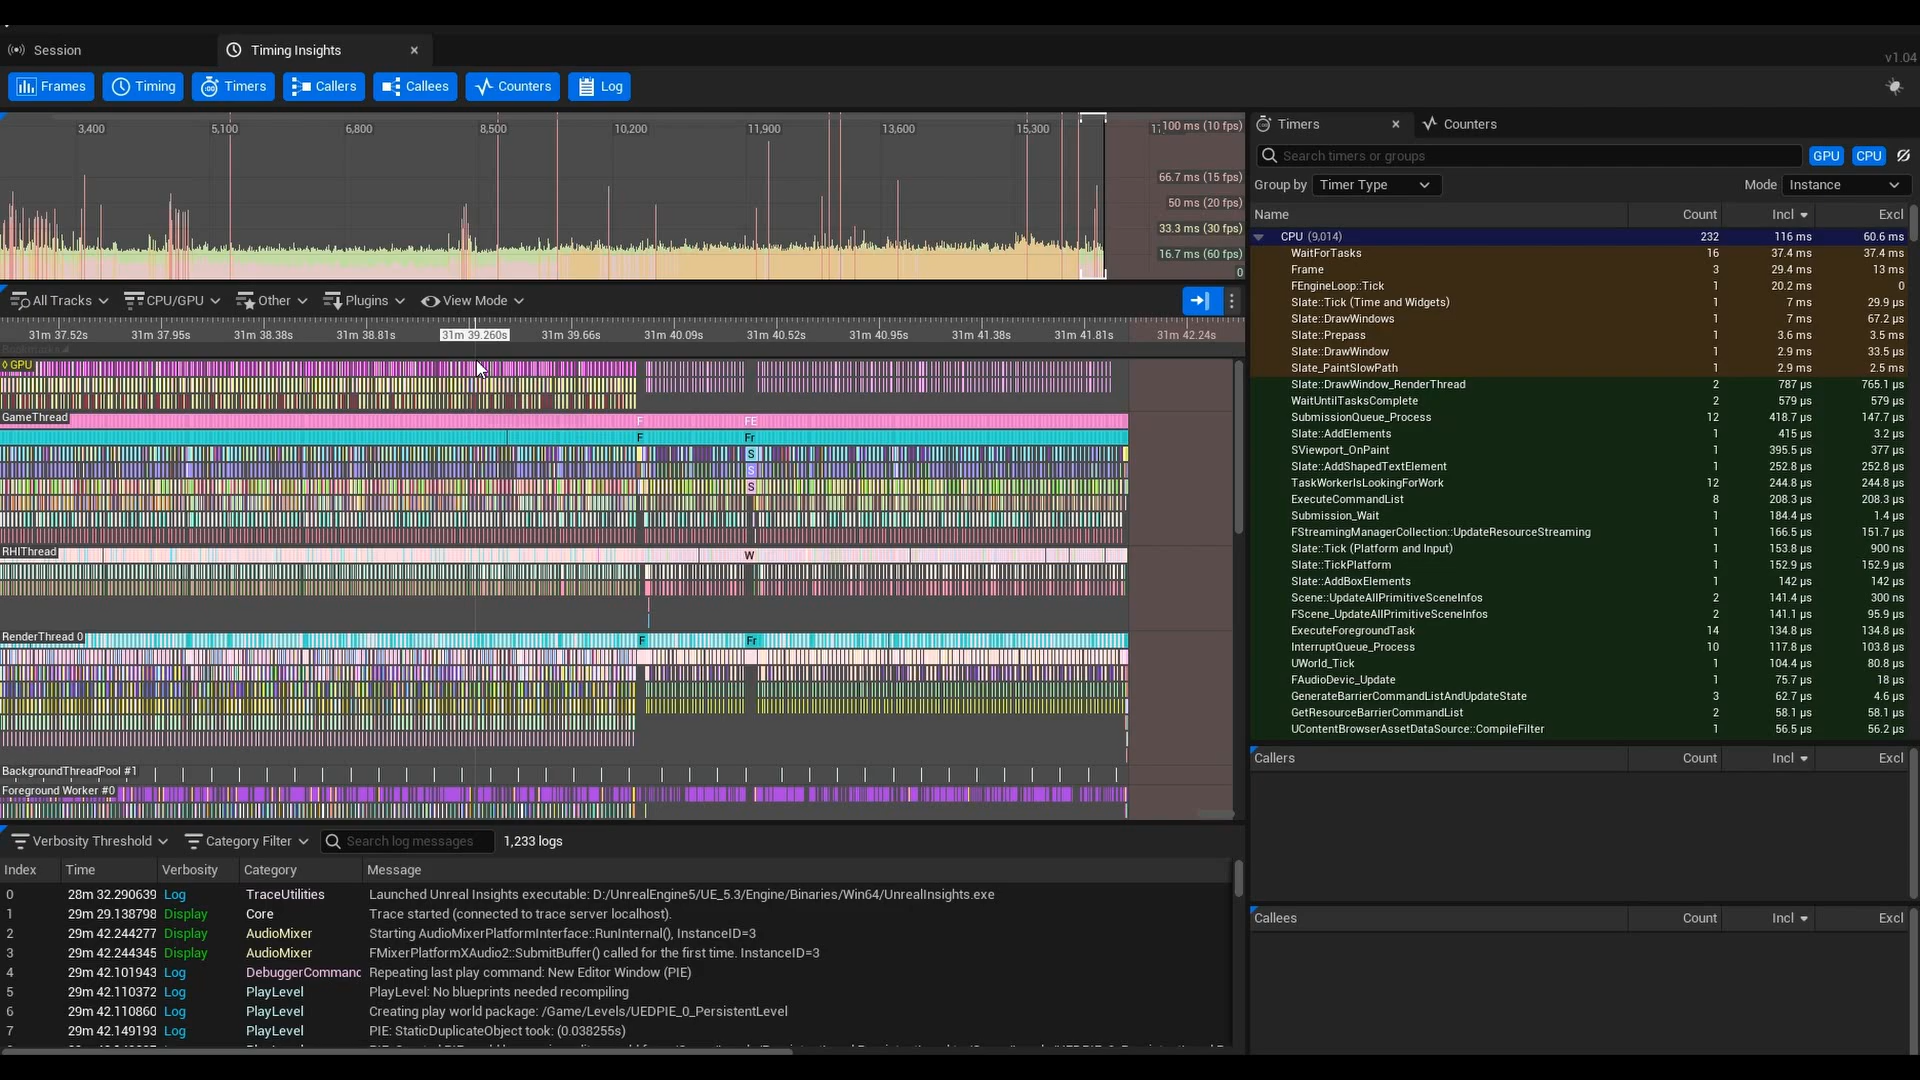 Session
Timing Insights
v1.04
Frames
Timing
Timers
Callers
Callees
Counters
Log
3,400
5,100
6,800
8,500
10,200
11,900
13,600
15,300
100 ms (10 fps)
66.7 ms (15 fps)
50 ms (20 fps)
33.3 ms (30 fps)
16.7 ms (60 fps)
0
All Tracks
CPU/GPU
Other
Plugins
View Mode
31m 37.52s
31m 37.95s
31m 38.38s
31m 38.81s
31m 39.260s
31m 39.66s
31m 40.09s
31m 40.52s
31m 40.95s
31m 41.38s
31m 41.81s
31m 42.24s
GPU
GameThread
F
FE
F
Fr
S
S
S
RHIThread
W
RenderThread 0
F
Fr
BackgroundThreadPool #1
Foreground Worker #0
Verbosity Threshold
Category Filter
Search log messages
1,233 logs
Index Time Verbosity Category Message
0 28m 32.290639 Log TraceUtilities Launched Unreal Insights executable: D:/UnrealEngine5/UE_5.3/Engine/Binaries/Win64/UnrealInsights.exe
1 29m 29.138798 Display Core Trace started (connected to trace server localhost).
2 29m 42.244277 Display AudioMixer Starting AudioMixerPlatformInterface::RunInternal(), InstanceID=3
3 29m 42.244345 Display AudioMixer FMixerPlatformXAudio2::SubmitBuffer() called for the first time. InstanceID=3
4 29m 42.101943 Log DebuggerCommand Repeating last play command: New Editor Window (PIE)
5 29m 42.110372 Log PlayLevel PlayLevel: No blueprints needed recompiling
6 29m 42.110860 Log PlayLevel Creating play world package: /Game/Levels/UEDPIE_0_PersistentLevel
7 29m 42.149193 Log PlayLevel PIE: StaticDuplicateObject took: (0.038255s)
Timers
Counters
Search timers or groups
GPU
CPU
Group by
Timer Type
Mode
Instance
Name Count Incl Excl
CPU (9,014) 232 116 ms 60.6 ms
WaitForTasks 16 37.4 ms 37.4 ms
Frame 3 29.4 ms 13 ms
FEngineLoop::Tick 1 20.2 ms 0
Slate::Tick (Time and Widgets) 1 7 ms 29.9 µs
Slate::DrawWindows 1 7 ms 67.2 µs
Slate::Prepass 1 3.6 ms 3.5 ms
Slate::DrawWindow 1 2.9 ms 33.5 µs
Slate_PaintSlowPath 1 2.9 ms 2.5 ms
Slate::DrawWindow_RenderThread 2 787 µs 765.1 µs
WaitUntilTasksComplete 2 579 µs 579 µs
SubmissionQueue_Process 12 418.7 µs 147.7 µs
Slate::AddElements 1 415 µs 3.2 µs
SViewport_OnPaint 1 395.5 µs 377 µs
Slate::AddShapedTextElement 1 252.8 µs 252.8 µs
TaskWorkerIsLookingForWork 12 244.8 µs 244.8 µs
ExecuteCommandList 8 208.3 µs 208.3 µs
Submission_Wait 1 184.4 µs 1.4 µs
FStreamingManagerCollection::UpdateResourceStreaming 1 166.5 µs 151.7 µs
Slate::Tick (Platform and Input) 1 153.8 µs 900 ns
Slate::TickPlatform 1 152.9 µs 152.9 µs
Slate::AddBoxElements 1 142 µs 142 µs
Scene::UpdateAllPrimitiveSceneInfos 2 141.4 µs 300 ns
FScene_UpdateAllPrimitiveSceneInfos 2 141.1 µs 95.9 µs
ExecuteForegroundTask 14 134.8 µs 134.8 µs
InterruptQueue_Process 10 117.8 µs 103.8 µs
UWorld_Tick 1 104.4 µs 80.8 µs
FAudioDevic_Update 1 75.7 µs 18 µs
GenerateBarrierCommandListAndUpdateState 3 62.7 µs 4.6 µs
GetResourceBarrierCommandList 2 58.1 µs 58.1 µs
UContentBrowserAssetDataSource::CompileFilter 1 56.5 µs 56.2 µs
Callers Count Incl Excl
Callees Count Incl Excl